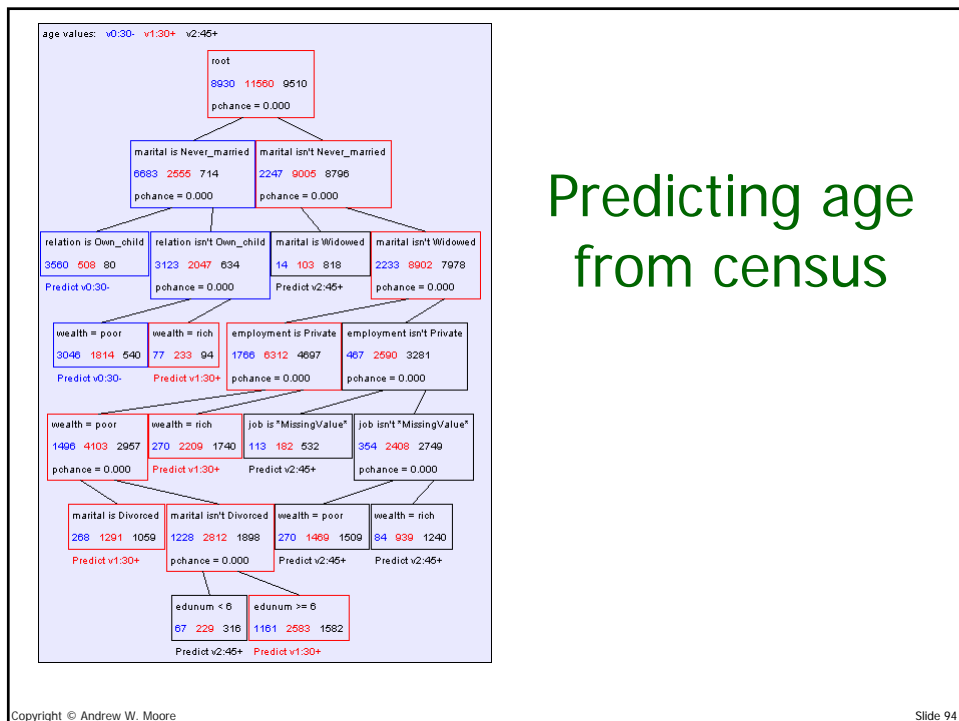 age values: v0:30- v1:30+ v2:45+
root
8930 11560 9510
pchance = 0.000
marital is Never_married
6683 2555 714
pchance = 0.000
marital isn't Never_married
2247 9005 8796
pchance = 0.000
relation is Own_child
3560 508 80
Predict v0:30-
relation isn't Own_child
3123 2047 634
pchance = 0.000
marital is Widowed
14 103 818
Predict v2:45+
marital isn't Widowed
2233 8902 7978
pchance = 0.000
wealth = poor
3046 1814 540
Predict v0:30-
wealth = rich
77 233 94
Predict v1:30+
employment is Private
1766 6312 4697
pchance = 0.000
employment isn't Private
467 2590 3281
pchance = 0.000
wealth = poor
1496 4103 2957
pchance = 0.000
wealth = rich
270 2209 1740
Predict v1:30+
job is *MissingValue*
113 182 532
Predict v2:45+
job isn't *MissingValue*
354 2408 2749
pchance = 0.000
marital is Divorced
268 1291 1059
Predict v1:30+
marital isn't Divorced
1228 2812 1898
pchance = 0.000
wealth = poor
270 1469 1509
Predict v2:45+
wealth = rich
84 939 1240
Predict v2:45+
edunum < 6
67 229 316
Predict v2:45+
edunum >= 6
1161 2583 1582
Predict v1:30+
Predicting age
from census
Copyright © Andrew W. Moore
Slide 94